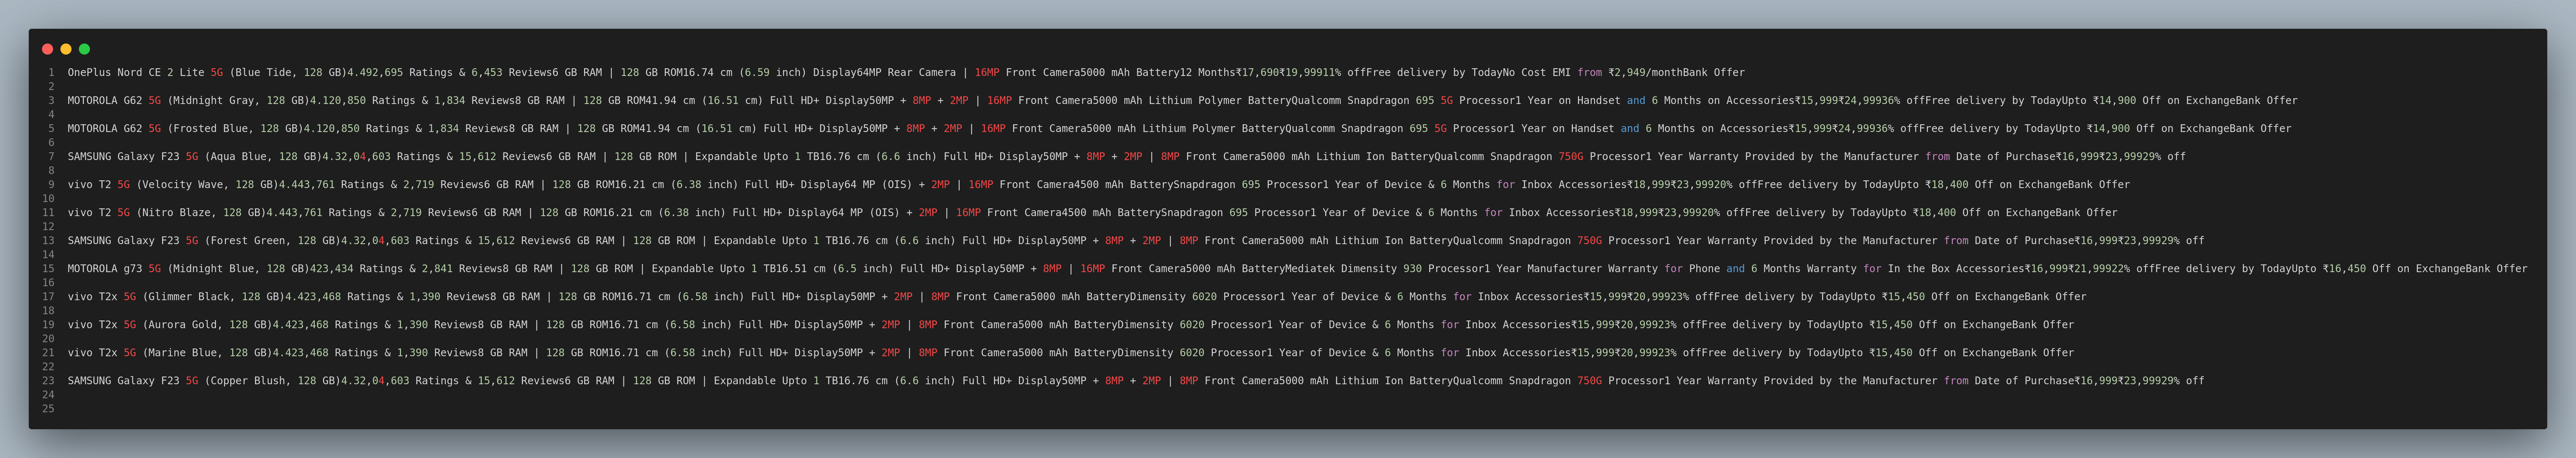 1 OnePlus Nord CE 2 Lite 5G (Blue Tide, 128 GB)4.492,695 Ratings & 6,453 Reviews6 GB RAM | 128 GB ROM16.74 cm (6.59 inch) Display64MP Rear Camera | 16MP Front Camera5000 mAh Battery12 Months₹17,690₹19,99911% offFree delivery by TodayNo Cost EMI from ₹2,949/monthBank Offer
2
3 MOTOROLA G62 5G (Midnight Gray, 128 GB)4.120,850 Ratings & 1,834 Reviews8 GB RAM | 128 GB ROM41.94 cm (16.51 cm) Full HD+ Display50MP + 8MP + 2MP | 16MP Front Camera5000 mAh Lithium Polymer BatteryQualcomm Snapdragon 695 5G Processor1 Year on Handset and 6 Months on Accessories₹15,999₹24,99936% offFree delivery by TodayUpto ₹14,900 Off on ExchangeBank Offer
4
5 MOTOROLA G62 5G (Frosted Blue, 128 GB)4.120,850 Ratings & 1,834 Reviews8 GB RAM | 128 GB ROM41.94 cm (16.51 cm) Full HD+ Display50MP + 8MP + 2MP | 16MP Front Camera5000 mAh Lithium Polymer BatteryQualcomm Snapdragon 695 5G Processor1 Year on Handset and 6 Months on Accessories₹15,999₹24,99936% offFree delivery by TodayUpto ₹14,900 Off on ExchangeBank Offer
6
7 SAMSUNG Galaxy F23 5G (Aqua Blue, 128 GB)4.32,04,603 Ratings & 15,612 Reviews6 GB RAM | 128 GB ROM | Expandable Upto 1 TB16.76 cm (6.6 inch) Full HD+ Display50MP + 8MP + 2MP | 8MP Front Camera5000 mAh Lithium Ion BatteryQualcomm Snapdragon 750G Processor1 Year Warranty Provided by the Manufacturer from Date of Purchase₹16,999₹23,99929% off
8
9 vivo T2 5G (Velocity Wave, 128 GB)4.443,761 Ratings & 2,719 Reviews6 GB RAM | 128 GB ROM16.21 cm (6.38 inch) Full HD+ Display64 MP (OIS) + 2MP | 16MP Front Camera4500 mAh BatterySnapdragon 695 Processor1 Year of Device & 6 Months for Inbox Accessories₹18,999₹23,99920% offFree delivery by TodayUpto ₹18,400 Off on ExchangeBank Offer
10
11 vivo T2 5G (Nitro Blaze, 128 GB)4.443,761 Ratings & 2,719 Reviews6 GB RAM | 128 GB ROM16.21 cm (6.38 inch) Full HD+ Display64 MP (OIS) + 2MP | 16MP Front Camera4500 mAh BatterySnapdragon 695 Processor1 Year of Device & 6 Months for Inbox Accessories₹18,999₹23,99920% offFree delivery by TodayUpto ₹18,400 Off on ExchangeBank Offer
12
13 SAMSUNG Galaxy F23 5G (Forest Green, 128 GB)4.32,04,603 Ratings & 15,612 Reviews6 GB RAM | 128 GB ROM | Expandable Upto 1 TB16.76 cm (6.6 inch) Full HD+ Display50MP + 8MP + 2MP | 8MP Front Camera5000 mAh Lithium Ion BatteryQualcomm Snapdragon 750G Processor1 Year Warranty Provided by the Manufacturer from Date of Purchase₹16,999₹23,99929% off
14
15 MOTOROLA g73 5G (Midnight Blue, 128 GB)423,434 Ratings & 2,841 Reviews8 GB RAM | 128 GB ROM | Expandable Upto 1 TB16.51 cm (6.5 inch) Full HD+ Display50MP + 8MP | 16MP Front Camera5000 mAh BatteryMediatek Dimensity 930 Processor1 Year Manufacturer Warranty for Phone and 6 Months Warranty for In the Box Accessories₹16,999₹21,99922% offFree delivery by TodayUpto ₹16,450 Off on ExchangeBank Offer
16
17 vivo T2x 5G (Glimmer Black, 128 GB)4.423,468 Ratings & 1,390 Reviews8 GB RAM | 128 GB ROM16.71 cm (6.58 inch) Full HD+ Display50MP + 2MP | 8MP Front Camera5000 mAh BatteryDimensity 6020 Processor1 Year of Device & 6 Months for Inbox Accessories₹15,999₹20,99923% offFree delivery by TodayUpto ₹15,450 Off on ExchangeBank Offer
18
19 vivo T2x 5G (Aurora Gold, 128 GB)4.423,468 Ratings & 1,390 Reviews8 GB RAM | 128 GB ROM16.71 cm (6.58 inch) Full HD+ Display50MP + 2MP | 8MP Front Camera5000 mAh BatteryDimensity 6020 Processor1 Year of Device & 6 Months for Inbox Accessories₹15,999₹20,99923% offFree delivery by TodayUpto ₹15,450 Off on ExchangeBank Offer
20
21 vivo T2x 5G (Marine Blue, 128 GB)4.423,468 Ratings & 1,390 Reviews8 GB RAM | 128 GB ROM16.71 cm (6.58 inch) Full HD+ Display50MP + 2MP | 8MP Front Camera5000 mAh BatteryDimensity 6020 Processor1 Year of Device & 6 Months for Inbox Accessories₹15,999₹20,99923% offFree delivery by TodayUpto ₹15,450 Off on ExchangeBank Offer
22
23 SAMSUNG Galaxy F23 5G (Copper Blush, 128 GB)4.32,04,603 Ratings & 15,612 Reviews6 GB RAM | 128 GB ROM | Expandable Upto 1 TB16.76 cm (6.6 inch) Full HD+ Display50MP + 8MP + 2MP | 8MP Front Camera5000 mAh Lithium Ion BatteryQualcomm Snapdragon 750G Processor1 Year Warranty Provided by the Manufacturer from Date of Purchase₹16,999₹23,99929% off
24
25